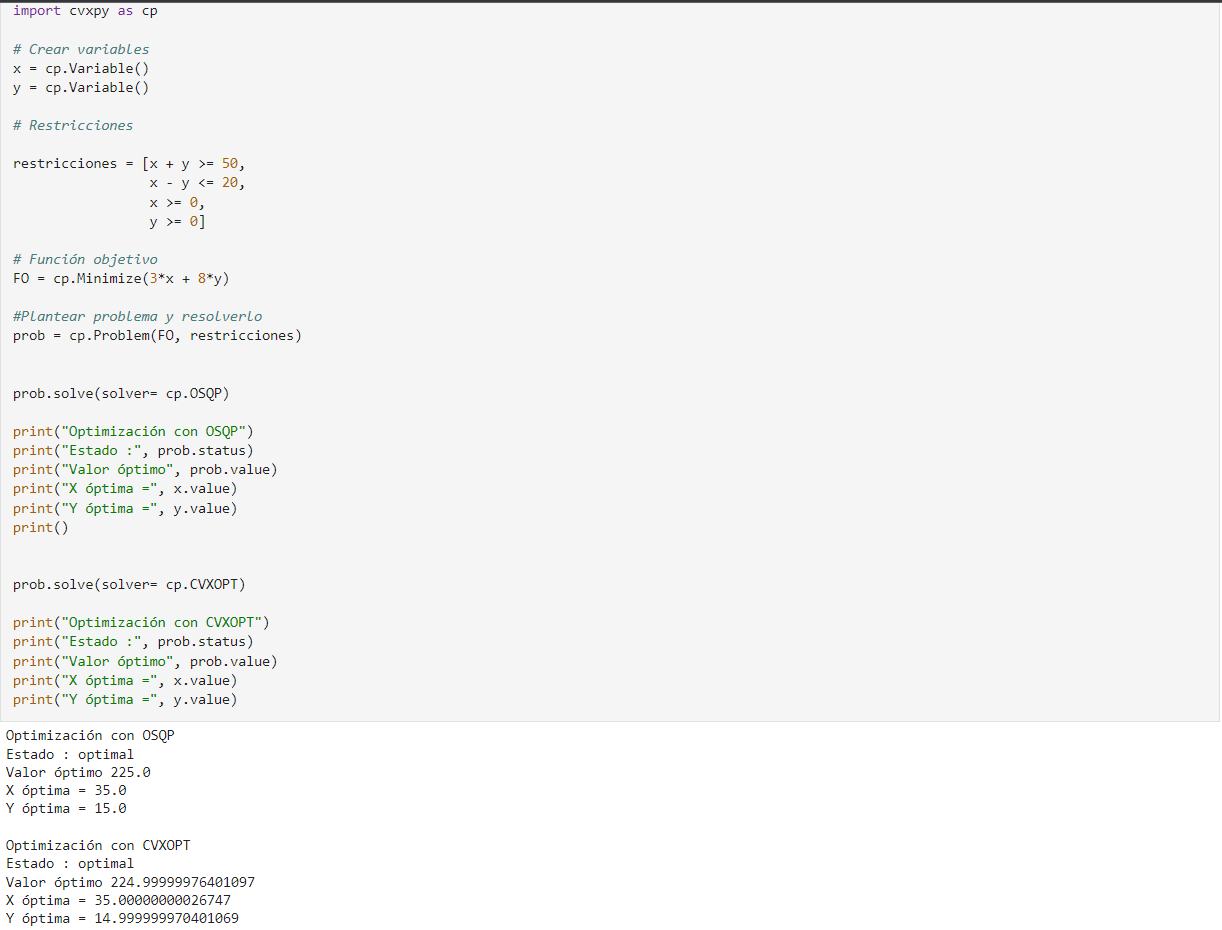 import cvxpy as cp
# Crear variables
x = cp.Variable()
y = cp.Variable()
# Restricciones
restricciones = [x + y >= 50,
                 x - y <= 20,
                 x >= 0,
                 y >= 0]
# Función objetivo
FO = cp.Minimize(3*x + 8*y)
#Plantear problema y resolverlo
prob = cp.Problem(FO, restricciones)
prob.solve(solver= cp.OSQP)
print("Optimización con OSQP")
print("Estado :", prob.status)
print("Valor óptimo", prob.value)
print("X óptima =", x.value)
print("Y óptima =", y.value)
print()
prob.solve(solver= cp.CVXOPT)
print("Optimización con CVXOPT")
print("Estado :", prob.status)
print("Valor óptimo", prob.value)
print("X óptima =", x.value)
print("Y óptima =", y.value)
Optimización con OSQP
Estado : optimal
Valor óptimo 225.0
X óptima = 35.0
Y óptima = 15.0
Optimización con CVXOPT
Estado : optimal
Valor óptimo 224.99999976401097
X óptima = 35.00000000026747
Y óptima = 14.999999970401069